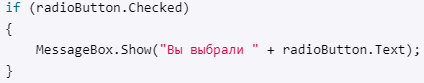 if (radioButton.Checked)
{
    MessageBox.Show("Вы выбрали " + radioButton.Text);
}